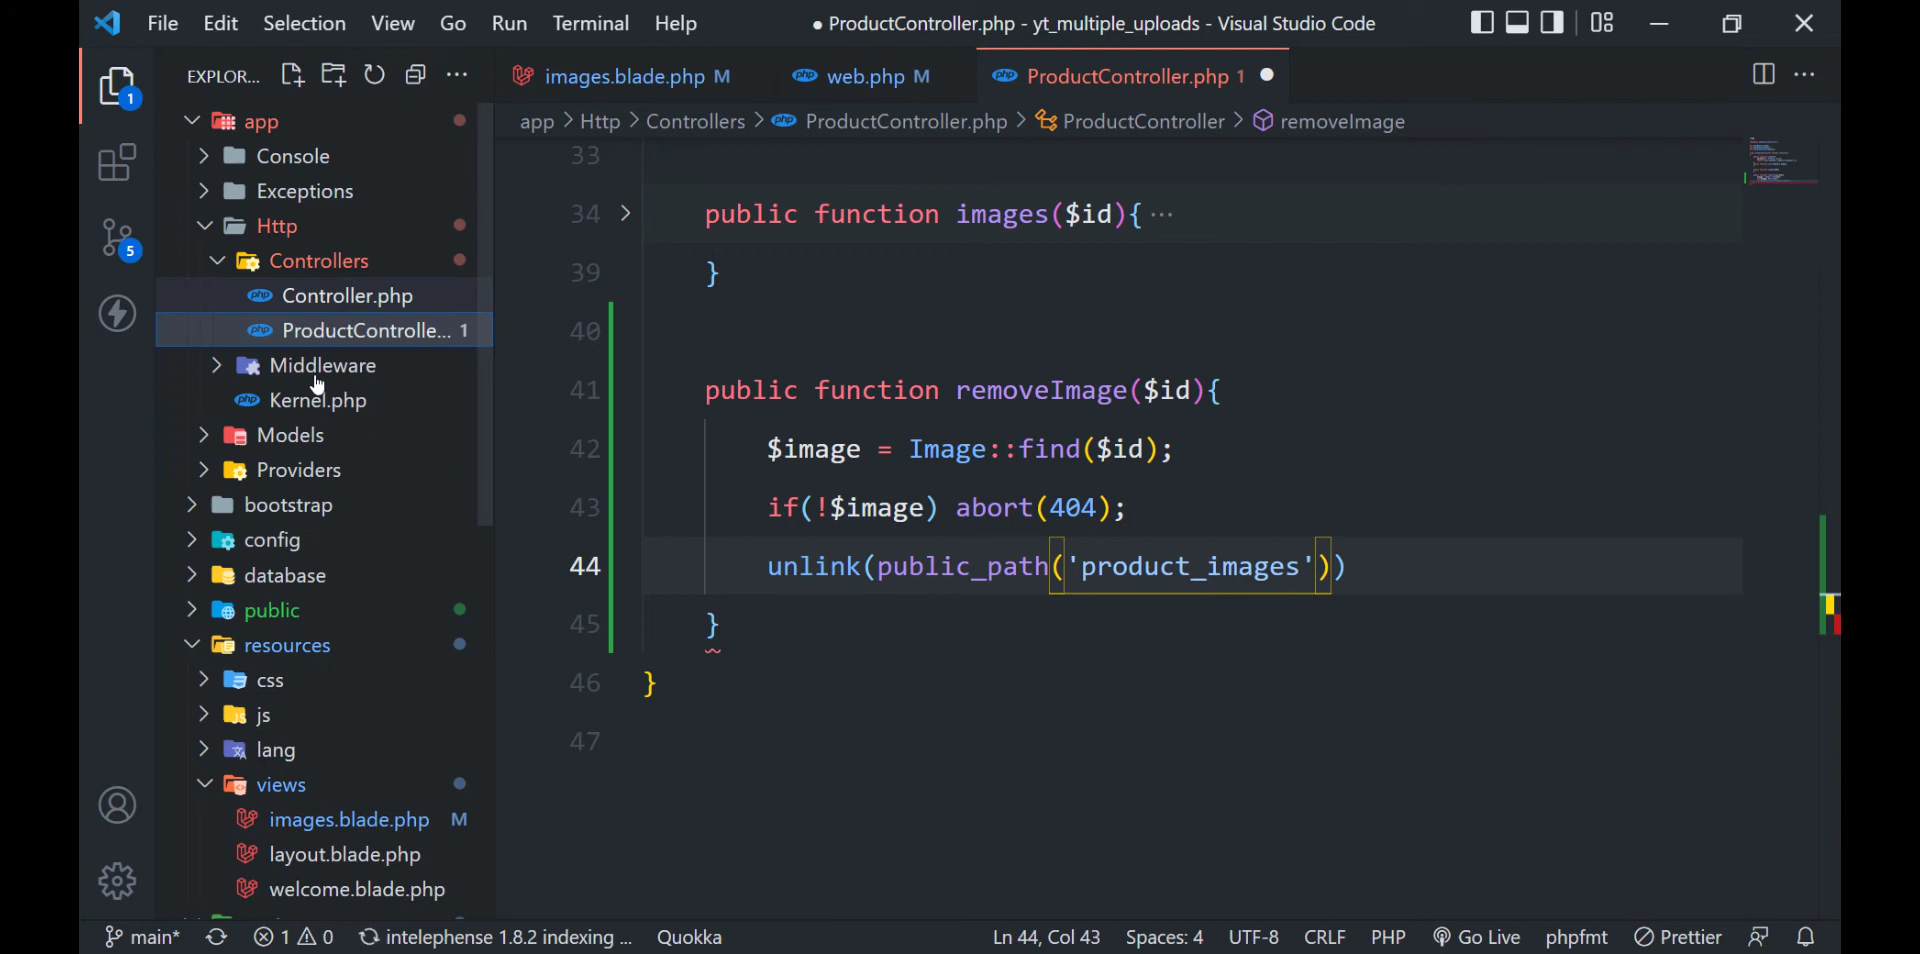 File Edit Selection View Go Run Terminal Help ● ProductController.php - yt_multiple_uploads - Visual Studio Code
EXPLOR... ...
images.blade.php M web.php M ProductController.php 1 ● ...
app > Http > Controllers > ProductController.php > ProductController > removeImage
1
5
app
Console
Exceptions
Http
Controllers
Controller.php
ProductControlle... 1
Middleware
Kernel.php
Models
Providers
bootstrap
config
database
public
resources
css
js
lang
views
images.blade.php M
layout.blade.php
welcome.blade.php
33
34 > public function images($id){ ...
39 }
40
41 public function removeImage($id){
42 $image = Image::find($id);
43 if(!$image) abort(404);
44 unlink(public_path('product_images'))
45 }
46 }
47
main* 1 0 intelephense 1.8.2 indexing ... Quokka Ln 44, Col 43 Spaces: 4 UTF-8 CRLF PHP Go Live phpfmt Prettier